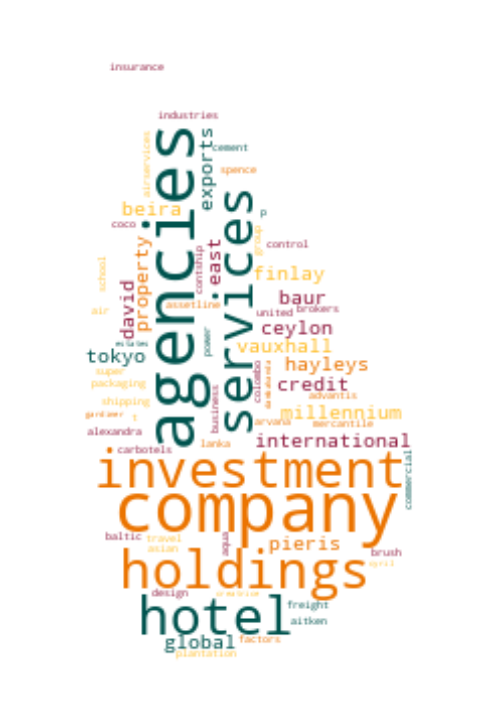 insurance
industries
agencies
airservices
exports
cement
spence
services
beira
p
coco
property
east
contship
group
control
david
school
finlay
assetline
baur
air
united
brokers
ceylon
power
vauxhall
tokyo
hayleys
super
colombo
credit
packaging
business
advantis
shipping
millennium
gardiner
t
arvana
mercantile
alexandra
lanka
international
carbotels
commercial
investment
company
baltic
travel
aqua
pieris
asian
brush
holdings
cyril
design
hotel
freight
aitken
global
factors
plantation